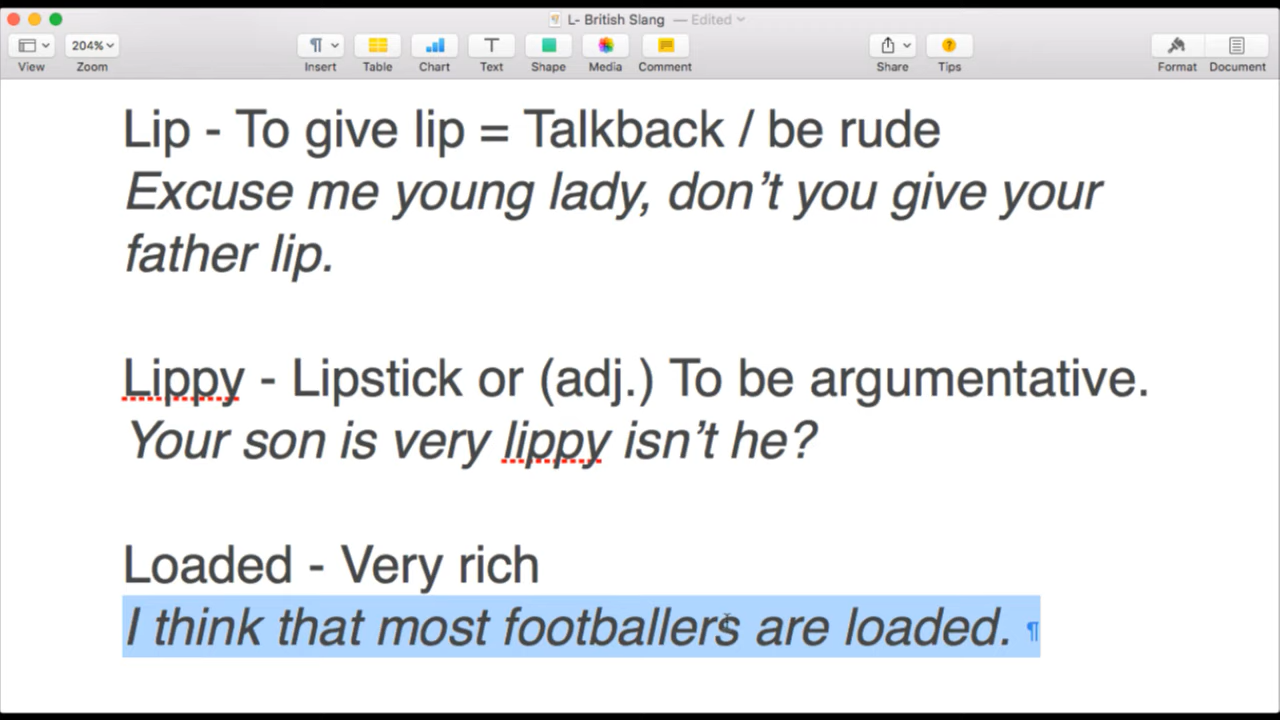 L- British Slang — Edited
204%
View Zoom Insert Table Chart Text Shape Media Comment Share Tips Format Document
Lip - To give lip = Talkback / be rude
Excuse me young lady, don’t you give your
father lip.
Lippy - Lipstick or (adj.) To be argumentative.
Your son is very lippy isn’t he?
Loaded - Very rich
I think that most footballers are loaded. ¶